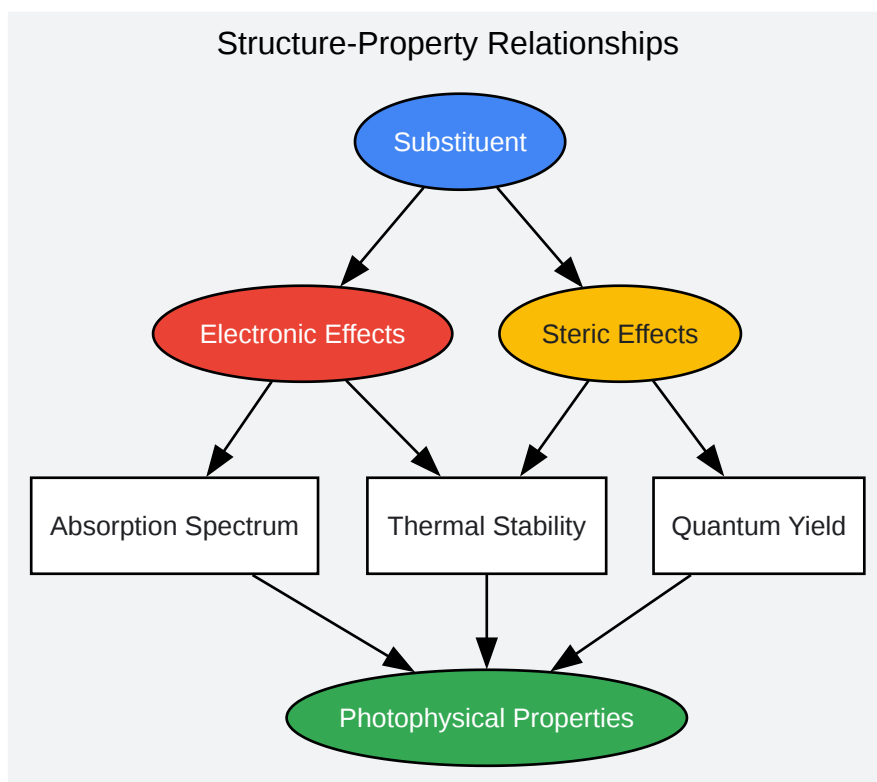 Structure-Property Relationships
Substituent
Electronic Effects
Steric Effects
Absorption Spectrum
Thermal Stability
Quantum Yield
Photophysical Properties